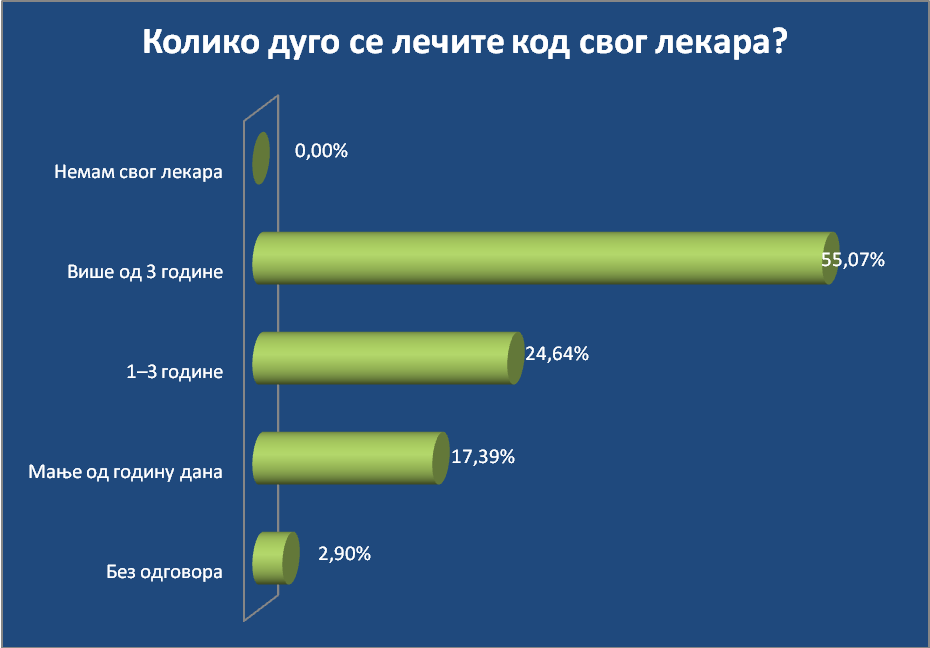 Колико дуго се лечите код свог лекара?
Немам свог лекара
0,00%
Више од 3 године
55,07%
1–3 године
24,64%
Мање од годину дана
17,39%
Без одговора
2,90%